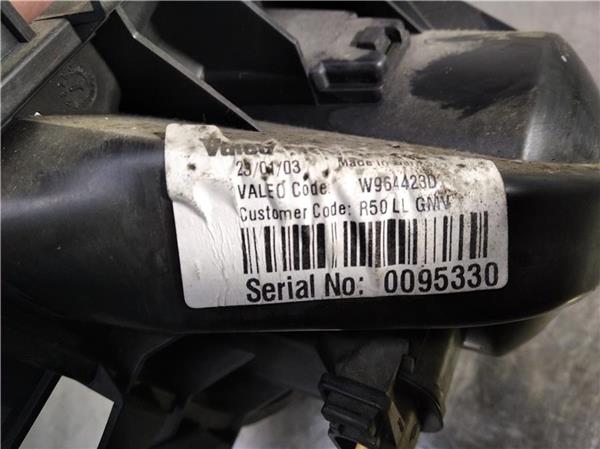 Valeo
23/01/03 Made in
VALEO Code: W964423D
Customer Code: R50 LL GMV
Serial No: 0095330